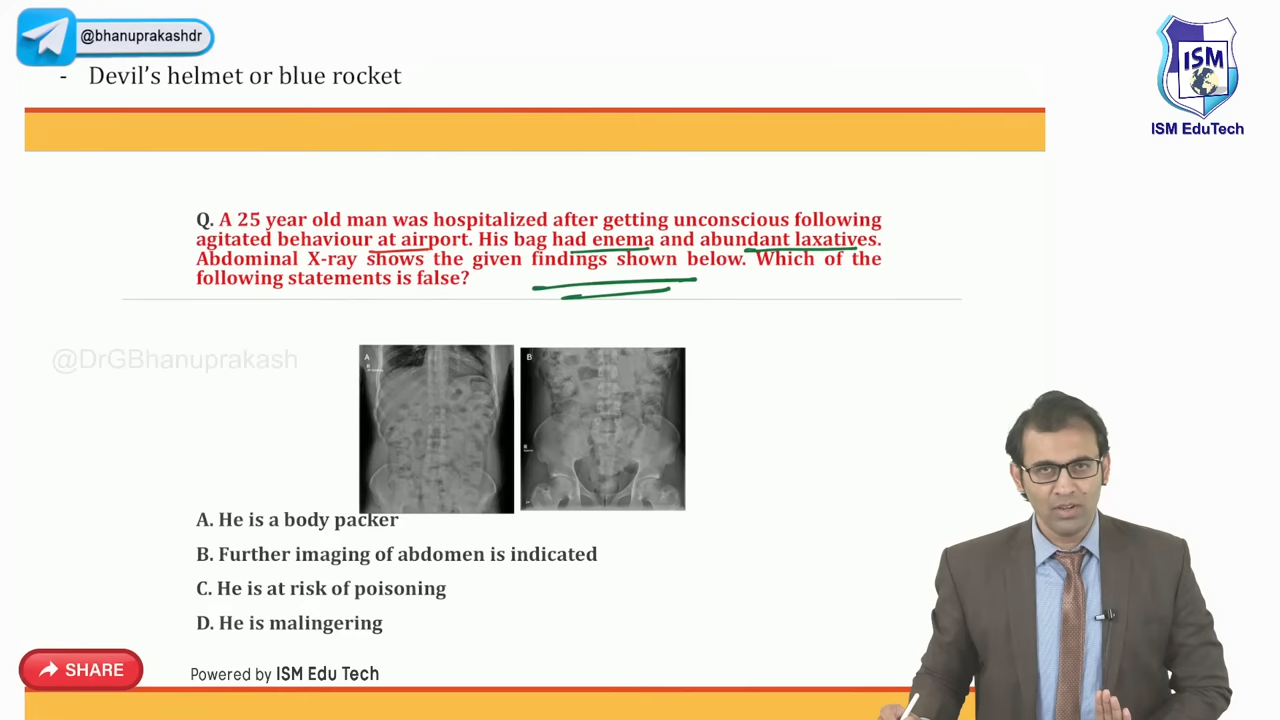 @bhanuprakashdr
ISM
ISM EduTech
- Devil's helmet or blue rocket
Q. A 25 year old man was hospitalized after getting unconscious following
agitated behaviour at airport. His bag had enema and abundant laxatives.
Abdominal X-ray shows the given findings shown below. Which of the
following statements is false?
@DrGBhanuprakash
A
B
A. He is a body packer
B. Further imaging of abdomen is indicated
C. He is at risk of poisoning
D. He is malingering
SHARE
Powered by ISM Edu Tech